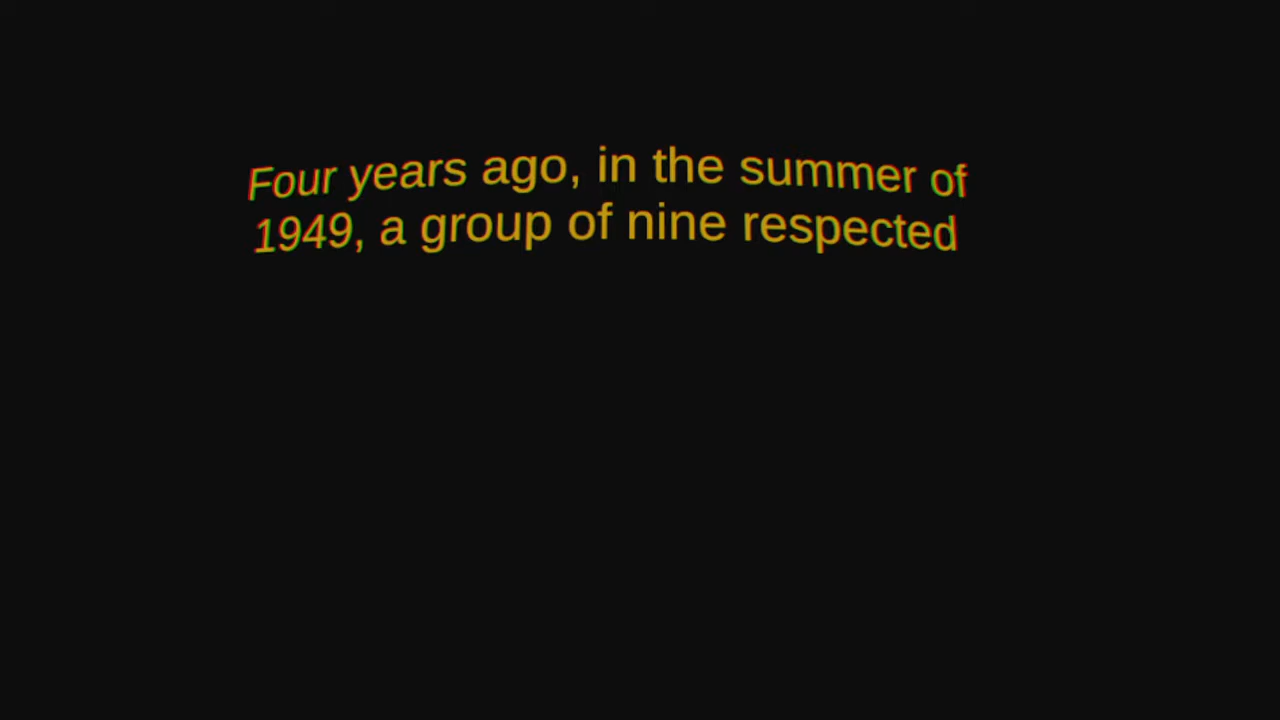 Four years ago, in the summer of
1949, a group of nine respected